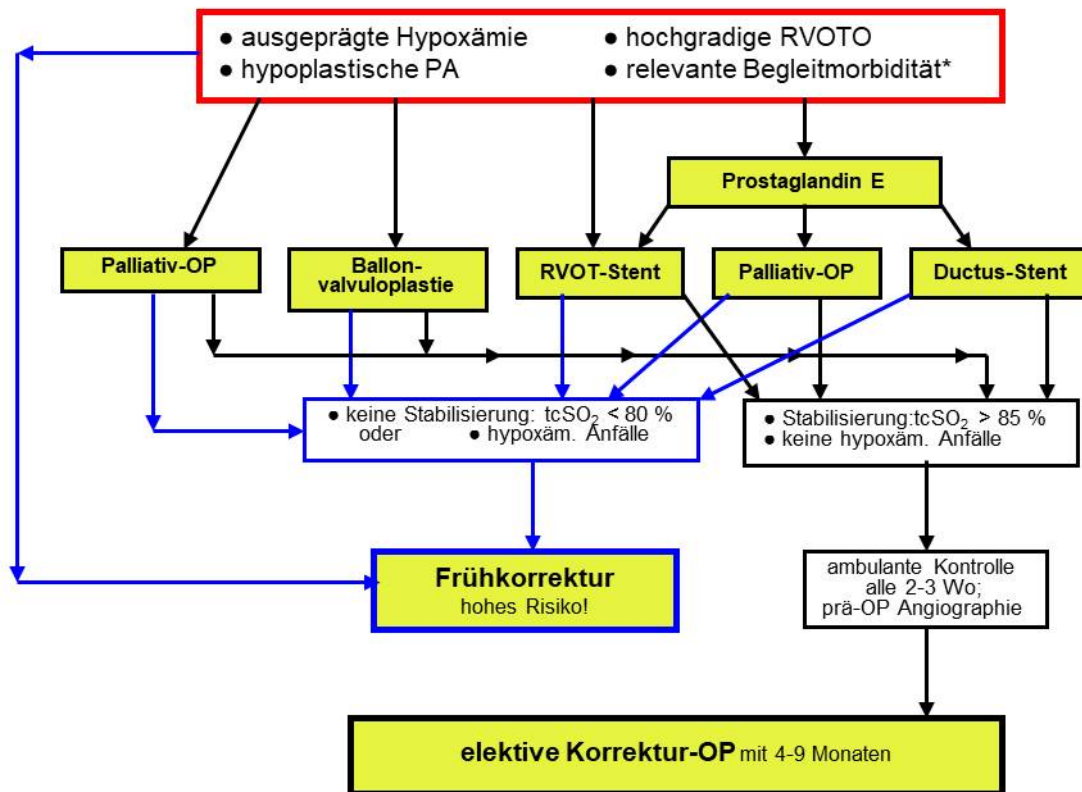 ● ausgeprägte Hypoxämie ● hochgradige RVOTO
● hypoplastische PA ● relevante Begleitmorbidität*
Prostaglandin E
Palliativ-OP
Ballon-
valvuloplastie
RVOT-Stent
Palliativ-OP
Ductus-Stent
● keine Stabilisierung: tcSO₂ < 80 %
oder ● hypoxäm. Anfälle
● Stabilisierung:tcSO₂ > 85 %
● keine hypoxäm. Anfälle
Frühkorrektur
hohes Risiko!
ambulante Kontrolle
alle 2-3 Wo;
prä-OP Angiographie
elektive Korrektur-OP mit 4-9 Monaten